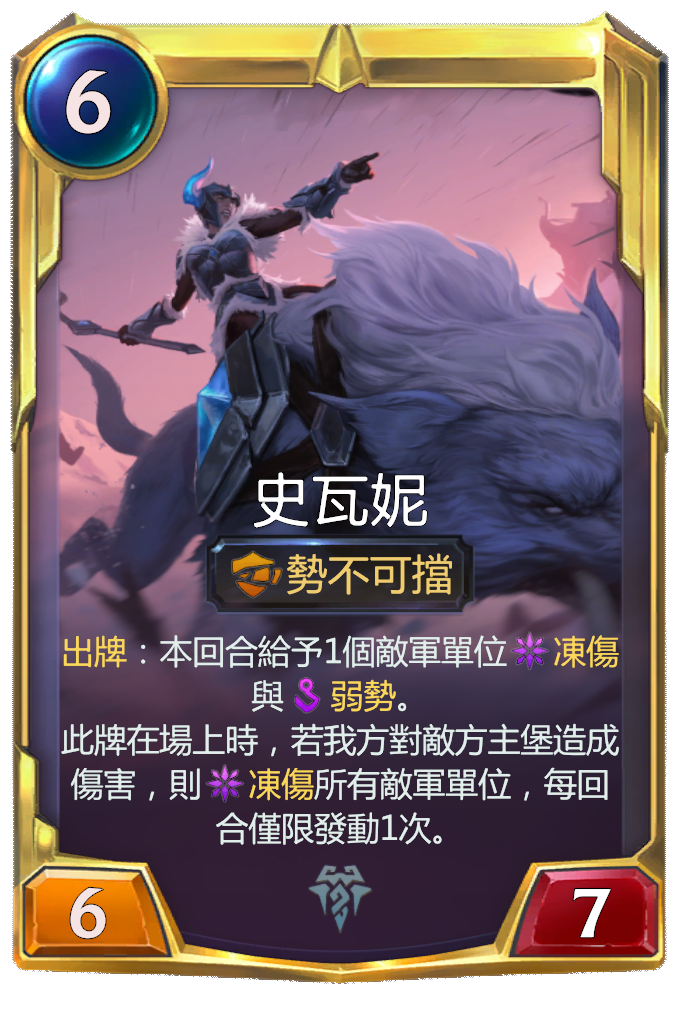 6
史瓦妮
勢不可擋
出牌：本回合給予1個敵軍單位凍傷
與弱勢。
此牌在場上時，若我方對敵方主堡造成
傷害，則凍傷所有敵軍單位，每回
合僅限發動1次。
6
7